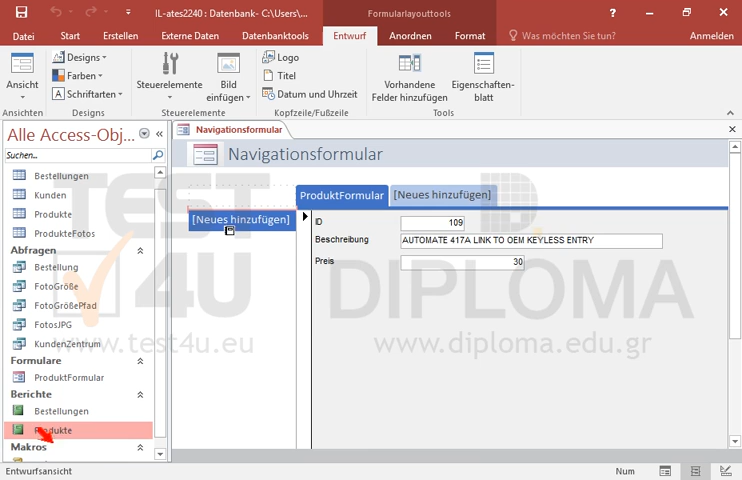 IL-ates2240 : Datenbank- C:\Users\...
Formularlayouttools
Datei
Start
Erstellen
Externe Daten
Datenbanktools
Entwurf
Anordnen
Format
Was möchten Sie tun?
Anmelden
Ansicht
Ansichten
Designs
Farben
Schriftarten
Designs
Steuerelemente
Bild einfügen
Steuerelemente
Logo
Titel
Datum und Uhrzeit
Kopfzeile/Fußzeile
Vorhandene Felder hinzufügen
Eigenschaften-
blatt
Tools
Alle Access-Obj...
Suchen...
Bestellungen
Kunden
Produkte
ProdukteFotos
Abfragen
Bestellung
FotoGröße
FotoGrößePfad
FotosJPG
KundenZentrum
Formulare
ProduktFormular
Berichte
Bestellungen
Produkte
Makros
Navigationsformular
Navigationsformular
ProduktFormular
[Neues hinzufügen]
[Neues hinzufügen]
ID
109
Beschreibung
AUTOMATE 417A LINK TO OEM KEYLESS ENTRY
Preis
30
TEST
4U
www.test4u.eu
DIPLOMA
www.diploma.edu.gr
Entwurfsansicht
Num